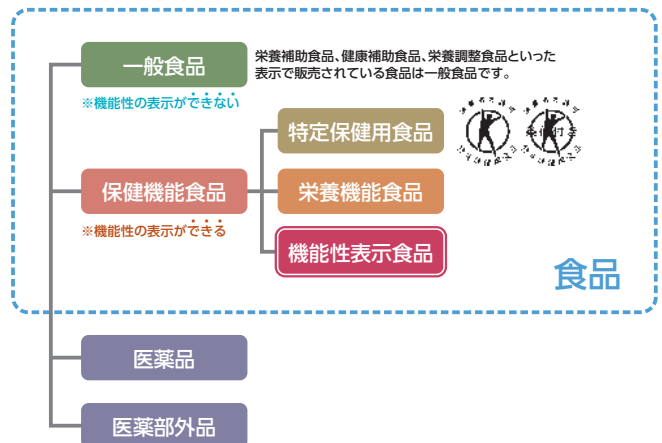 一般食品
栄養補助食品、健康補助食品、栄養調整食品といった
表示で販売されている食品は一般食品です。
※機能性の表示ができない
特定保健用食品
条件付き
保健機能食品
栄養機能食品
※機能性の表示ができる
機能性表示食品
食品
医薬品
医薬部外品